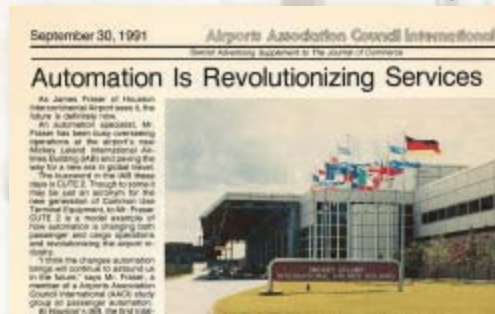 September 30, 1991
Airports Association Council International
Special Advertising Supplement to The Journal of Commerce
Automation Is Revolutionizing Services
As James Fraser of Houston
Intercontinental Airport sees it, the
future is definitely now.
An automation specialist, Mr.
Fraser has been busy overseeing
operations at the airport's new
Mickey Leland International Air-
lines Building (IAB) and paving the
way for a new era in global travel.
The buzzword in the IAB these
days is CUTE 2. Though to some it
may be just an acronym for the
new generation of Common Use
Terminal Equipment, to Mr. Fraser
CUTE 2 is a model example of
how automation is changing both
passenger and cargo operations
and revolutionizing the airport in-
dustry.
"I think the changes automation
brings will continue to astound us
in the future," says Mr. Fraser, a
member of a Airports Association
Council International (AACI) study
group on passenger automation.
At Houston's IAB, the first total-
MICKEY LELAND
INTERNATIONAL AIRLINES BUILDING